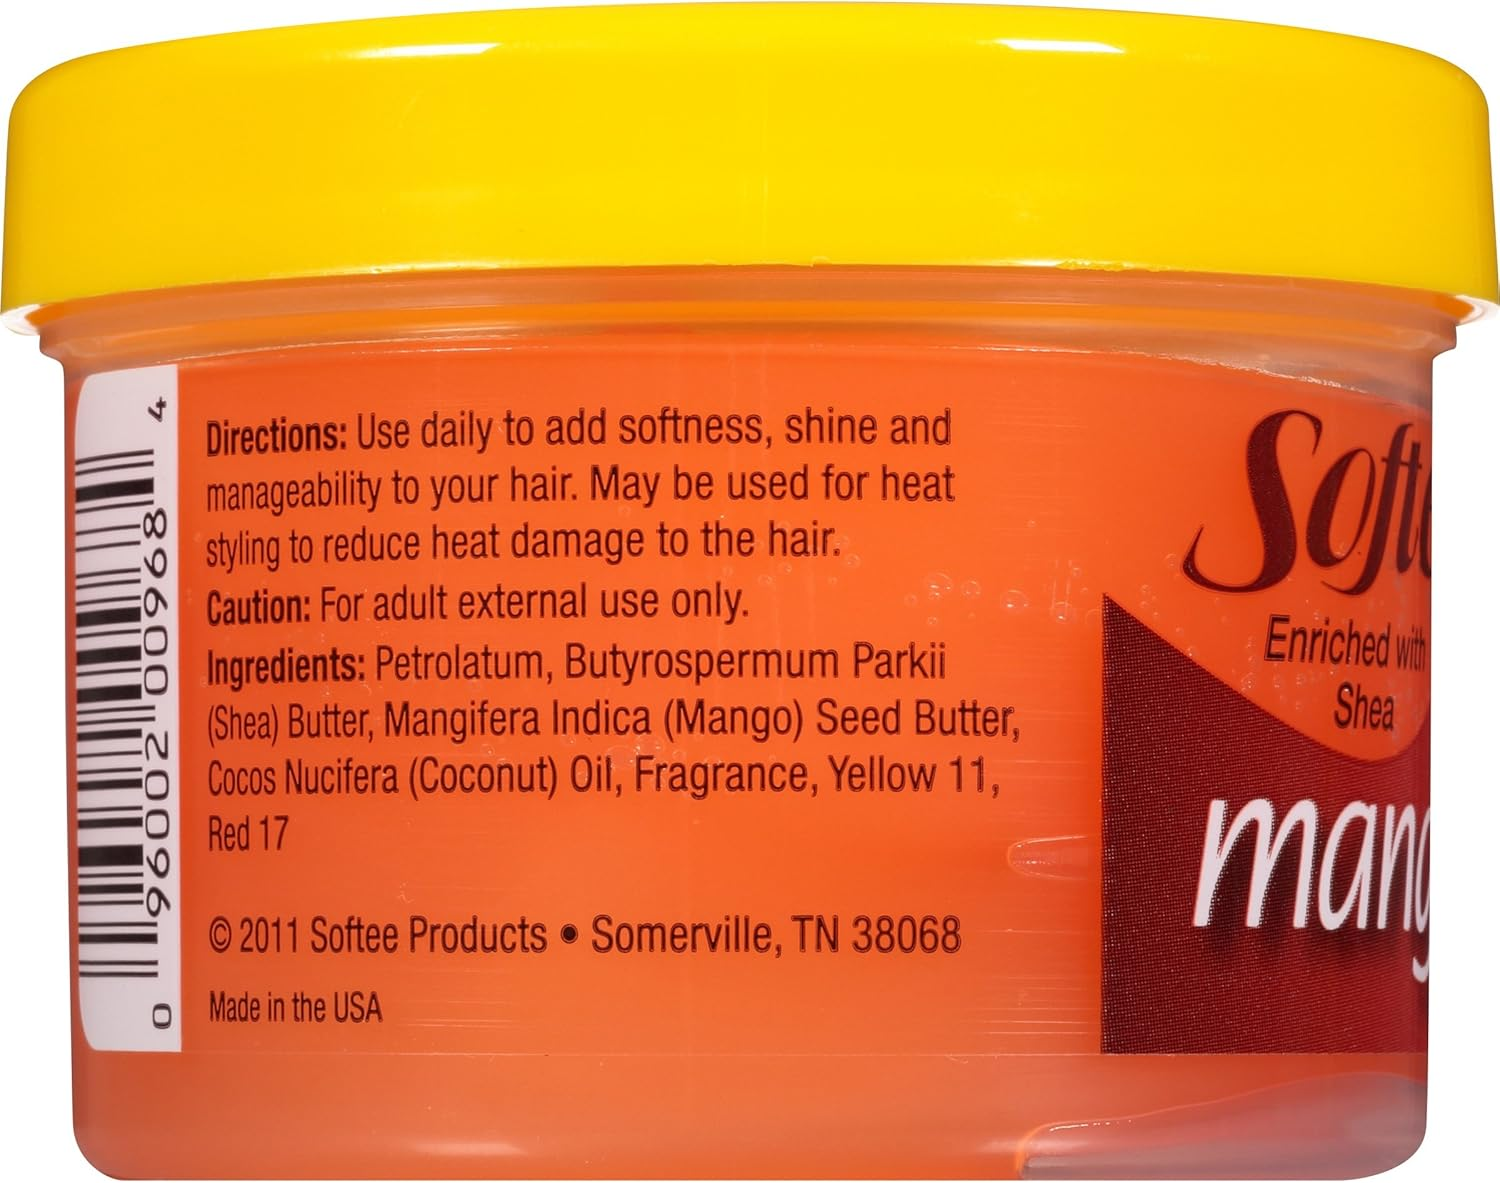 Directions: Use daily to add softness, shine and
manageability to your hair. May be used for heat
styling to reduce heat damage to the hair.
Caution: For adult external use only.
Ingredients: Petrolatum, Butyrospermum Parkii
(Shea) Butter, Mangifera Indica (Mango) Seed Butter,
Cocos Nucifera (Coconut) Oil, Fragrance, Yellow 11,
Red 17
© 2011 Softee Products • Somerville, TN 38068
Made in the USA
0 96002 00968 4
Softe
Enriched with
Shea
mang